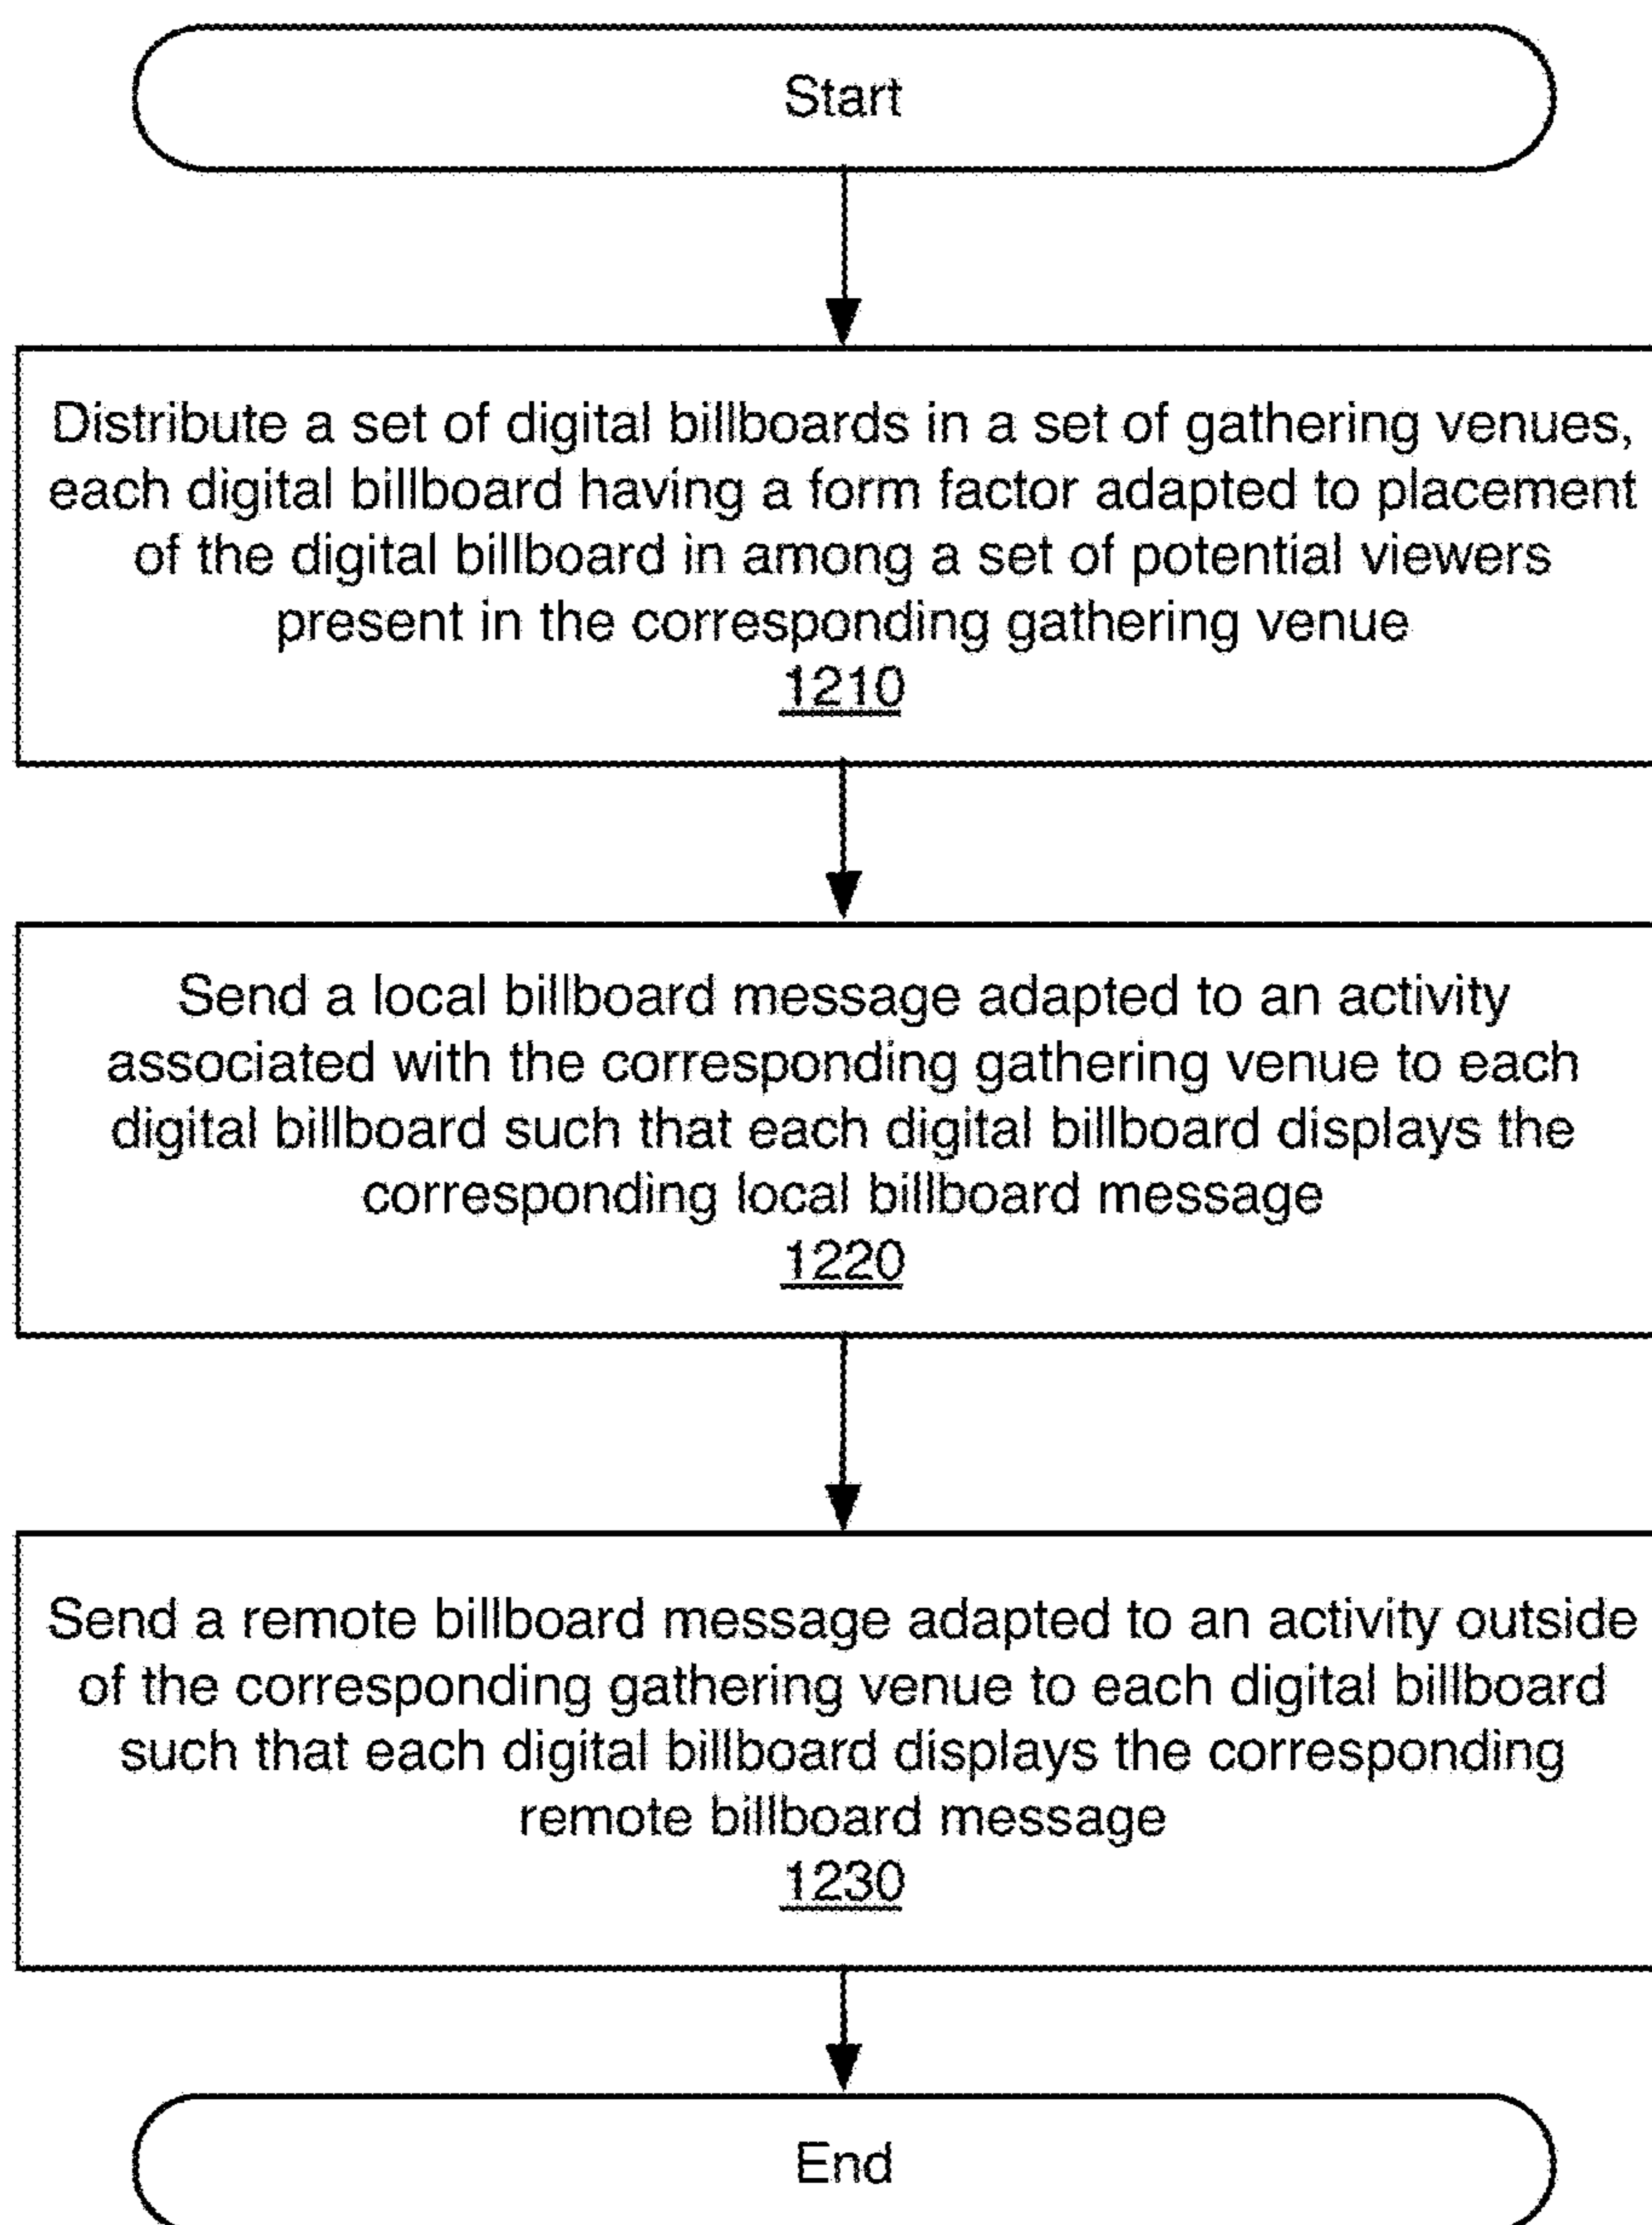 Start
Distribute a set of digital billboards in a set of gathering venues,
each digital billboard having a form factor adapted to placement
of the digital billboard in among a set of potential viewers
present in the corresponding gathering venue
1210
Send a local billboard message adapted to an activity
associated with the corresponding gathering venue to each
digital billboard such that each digital billboard displays the
corresponding local billboard message
1220
Send a remote billboard message adapted to an activity outside
of the corresponding gathering venue to each digital billboard
such that each digital billboard displays the corresponding
remote billboard message
1230
End